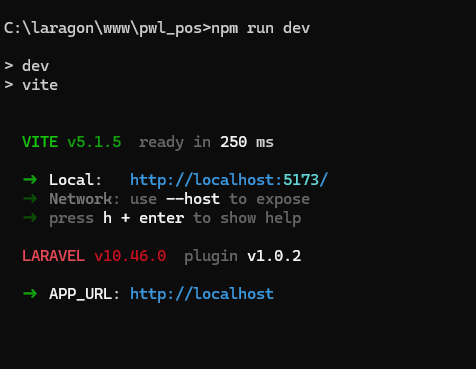 C:\laragon\www\pwl_pos>npm run dev
> dev
> vite
VITE v5.1.5  ready in 250 ms
➜  Local:   http://localhost:5173/
➜  Network: use --host to expose
➜  press h + enter to show help
LARAVEL v10.46.0  plugin v1.0.2
➜  APP_URL: http://localhost